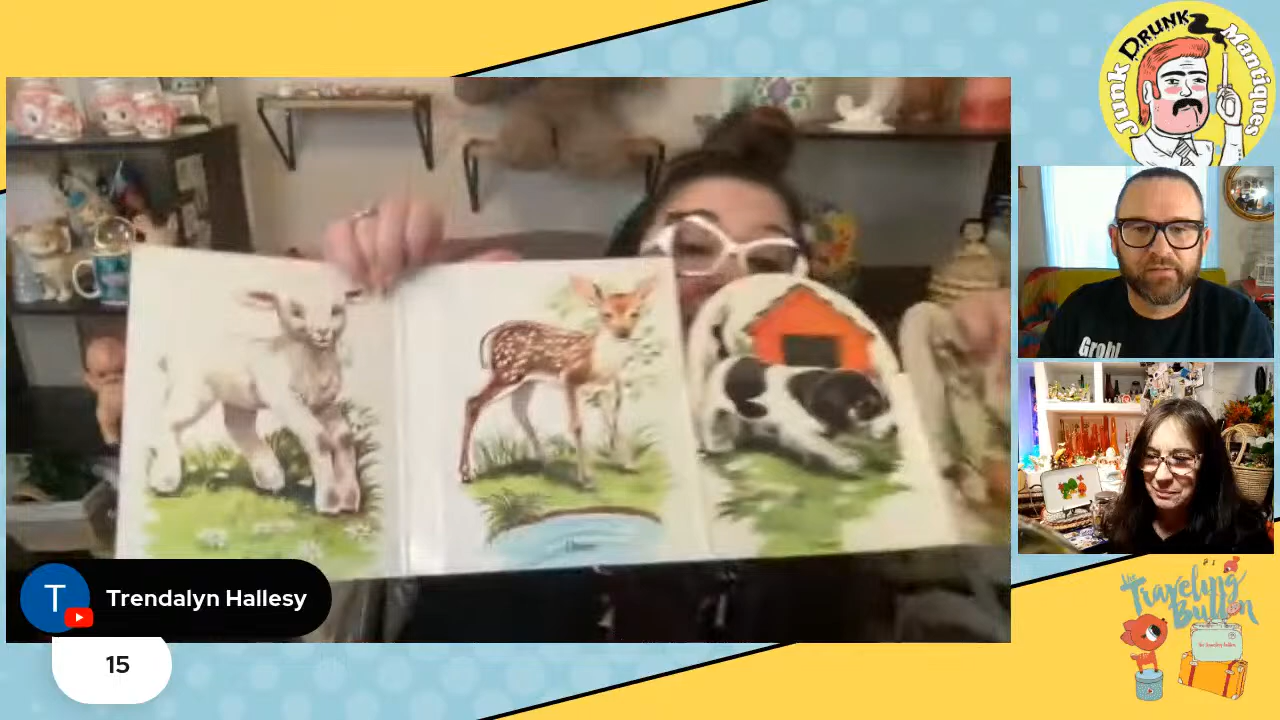 Junk
DRUNK
Mantiques
Grohl
T
Trendalyn Hallesy
15
The
Traveling
Button